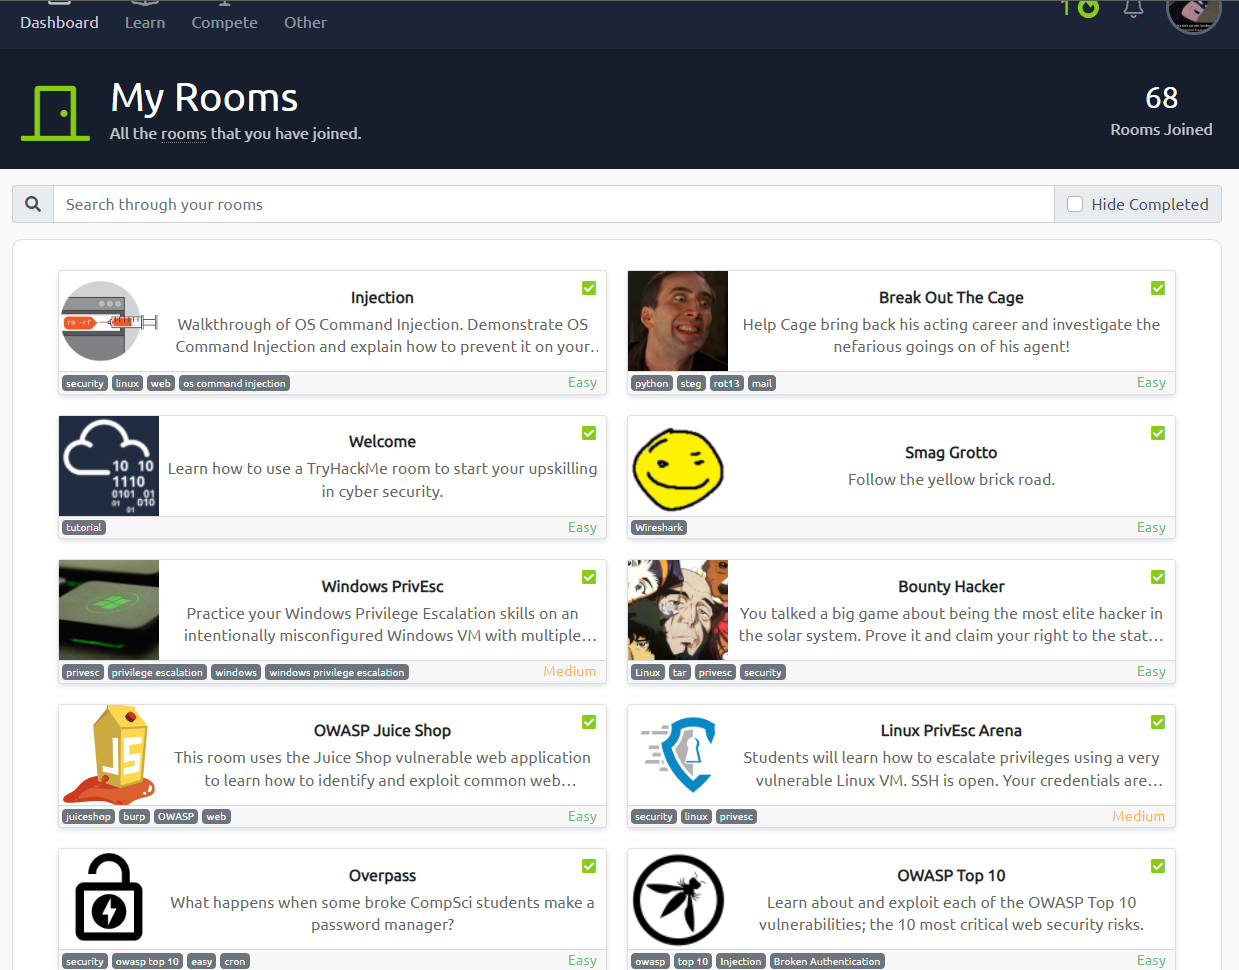 Dashboard Learn Compete Other 1
My Rooms
All the rooms that you have joined.
68
Rooms Joined
Search through your rooms
Hide Completed
rm -rf
Injection
Walkthrough of OS Command Injection. Demonstrate OS
Command Injection and explain how to prevent it on your..
security linux web os command injection
Easy
Break Out The Cage
Help Cage bring back his acting career and investigate the
nefarious goings on of his agent!
python steg rot13 mail
Easy
10 10
1110
0101 01
01 010
01
Welcome
Learn how to use a TryHackMe room to start your upskilling
in cyber security.
tutorial
Easy
Smag Grotto
Follow the yellow brick road.
Wireshark
Easy
Windows PrivEsc
Practice your Windows Privilege Escalation skills on an
intentionally misconfigured Windows VM with multiple...
privesc privilege escalation windows windows privilege escalation
Medium
Bounty Hacker
You talked a big game about being the most elite hacker in
the solar system. Prove it and claim your right to the stat...
Linux tar privesc security
Easy
JS
OWASP Juice Shop
This room uses the Juice Shop vulnerable web application
to learn how to identify and exploit common web...
juiceshop burp OWASP web
Easy
Linux PrivEsc Arena
Students will learn how to escalate privileges using a very
vulnerable Linux VM. SSH is open. Your credentials are...
security linux privesc
Medium
Overpass
What happens when some broke CompSci students make a
password manager?
security owasp top 10 easy cron
Easy
OWASP Top 10
Learn about and exploit each of the OWASP Top 10
vulnerabilities; the 10 most critical web security risks.
owasp top 10 Injection Broken Authentication
Easy